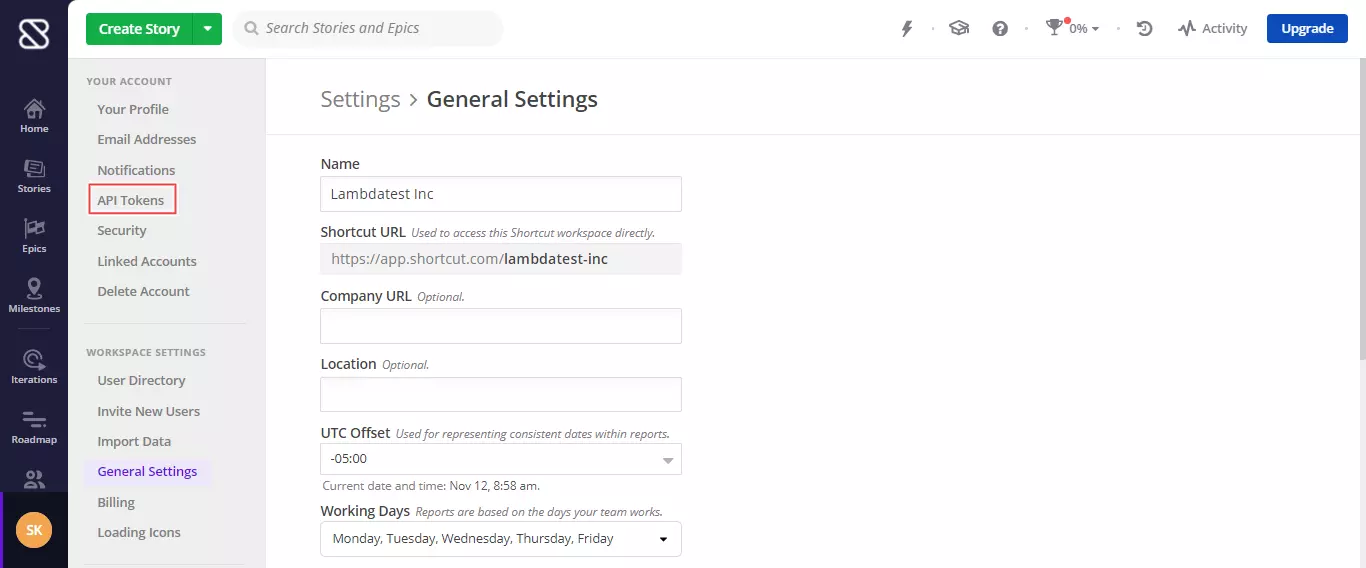 Create Story
Search Stories and Epics
0%
Activity
Upgrade
Home
Stories
Epics
Milestones
Iterations
Roadmap
SK
YOUR ACCOUNT
Your Profile
Email Addresses
Notifications
API Tokens
Security
Linked Accounts
Delete Account
WORKSPACE SETTINGS
User Directory
Invite New Users
Import Data
General Settings
Billing
Loading Icons
Settings > General Settings
Name
Lambdatest Inc
Shortcut URL Used to access this Shortcut workspace directly.
https://app.shortcut.com/lambdatest-inc
Company URL Optional.
Location Optional.
UTC Offset Used for representing consistent dates within reports.
-05:00
Current date and time: Nov 12, 8:58 am.
Working Days Reports are based on the days your team works.
Monday, Tuesday, Wednesday, Thursday, Friday